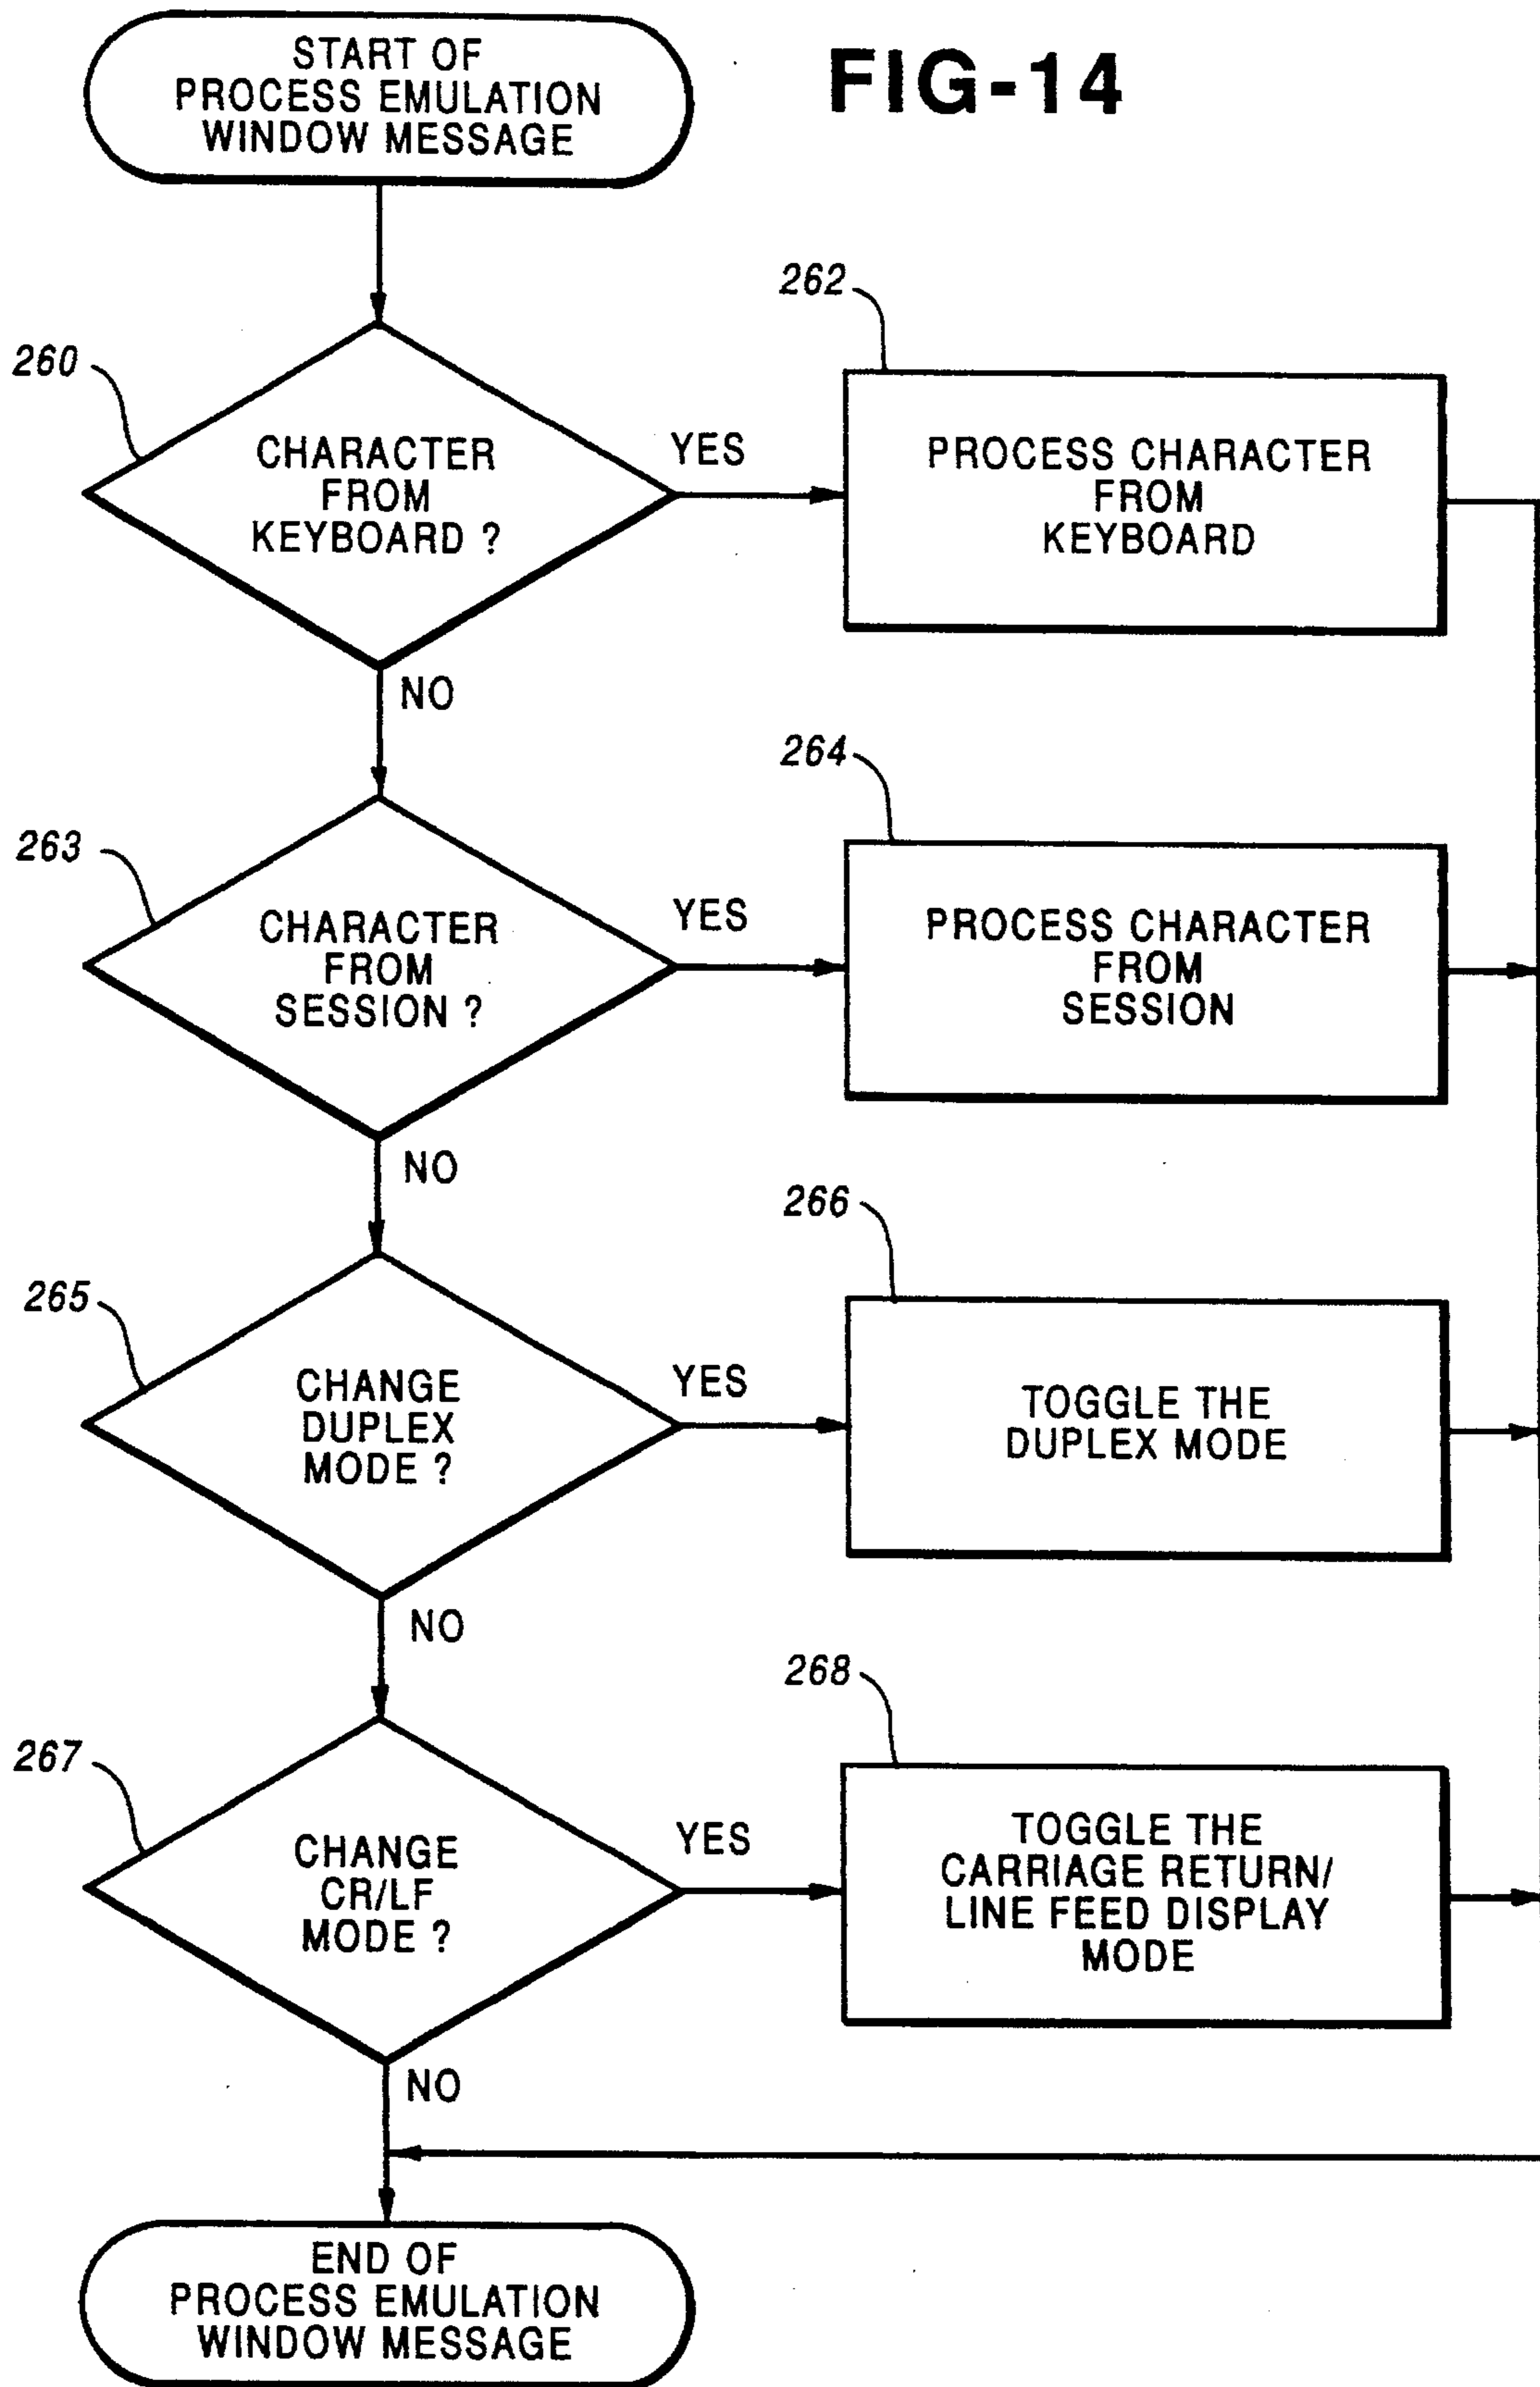 START OF
PROCESS EMULATION
WINDOW MESSAGE
FIG-14
260
CHARACTER
FROM
KEYBOARD ?
YES
262
PROCESS CHARACTER
FROM
KEYBOARD
NO
263
CHARACTER
FROM
SESSION ?
YES
264
PROCESS CHARACTER
FROM
SESSION
NO
265
CHANGE
DUPLEX
MODE ?
YES
266
TOGGLE THE
DUPLEX MODE
NO
267
CHANGE
CR/LF
MODE ?
YES
268
TOGGLE THE
CARRIAGE RETURN/
LINE FEED DISPLAY
MODE
NO
END OF
PROCESS EMULATION
WINDOW MESSAGE